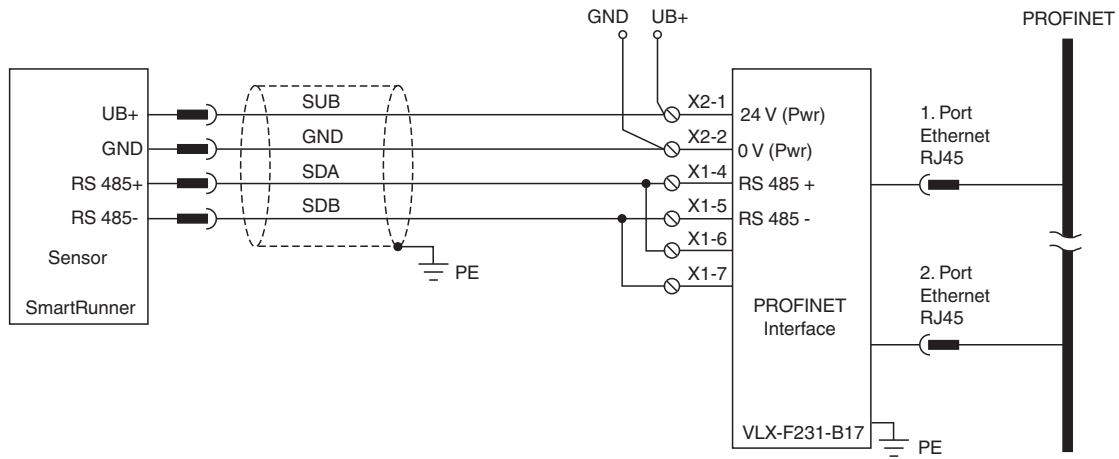 GND UB+
PROFINET
UB+
GND
RS 485+
RS 485-
Sensor
SmartRunner
SUB
GND
SDA
SDB
PE
X2-1
X2-2
X1-4
X1-5
X1-6
X1-7
24 V (Pwr)
0 V (Pwr)
RS 485 +
RS 485 -
PROFINET
Interface
VLX-F231-B17
PE
1. Port
Ethernet
RJ45
2. Port
Ethernet
RJ45